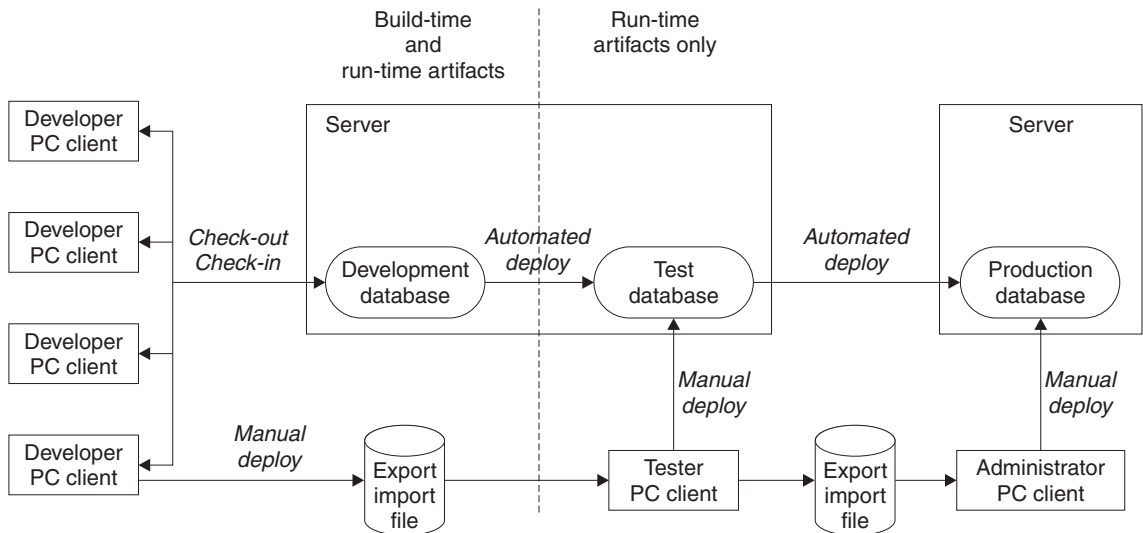 Build-time
and
run-time artifacts
Run-time
artifacts only
Developer
PC client
Server
Server
Developer
PC client
Check-out
Check-in
Development
database
Automated
deploy
Test
database
Automated
deploy
Production
database
Developer
PC client
Manual
deploy
Manual
deploy
Developer
PC client
Manual
deploy
Export
import
file
Tester
PC client
Export
import
file
Administrator
PC client